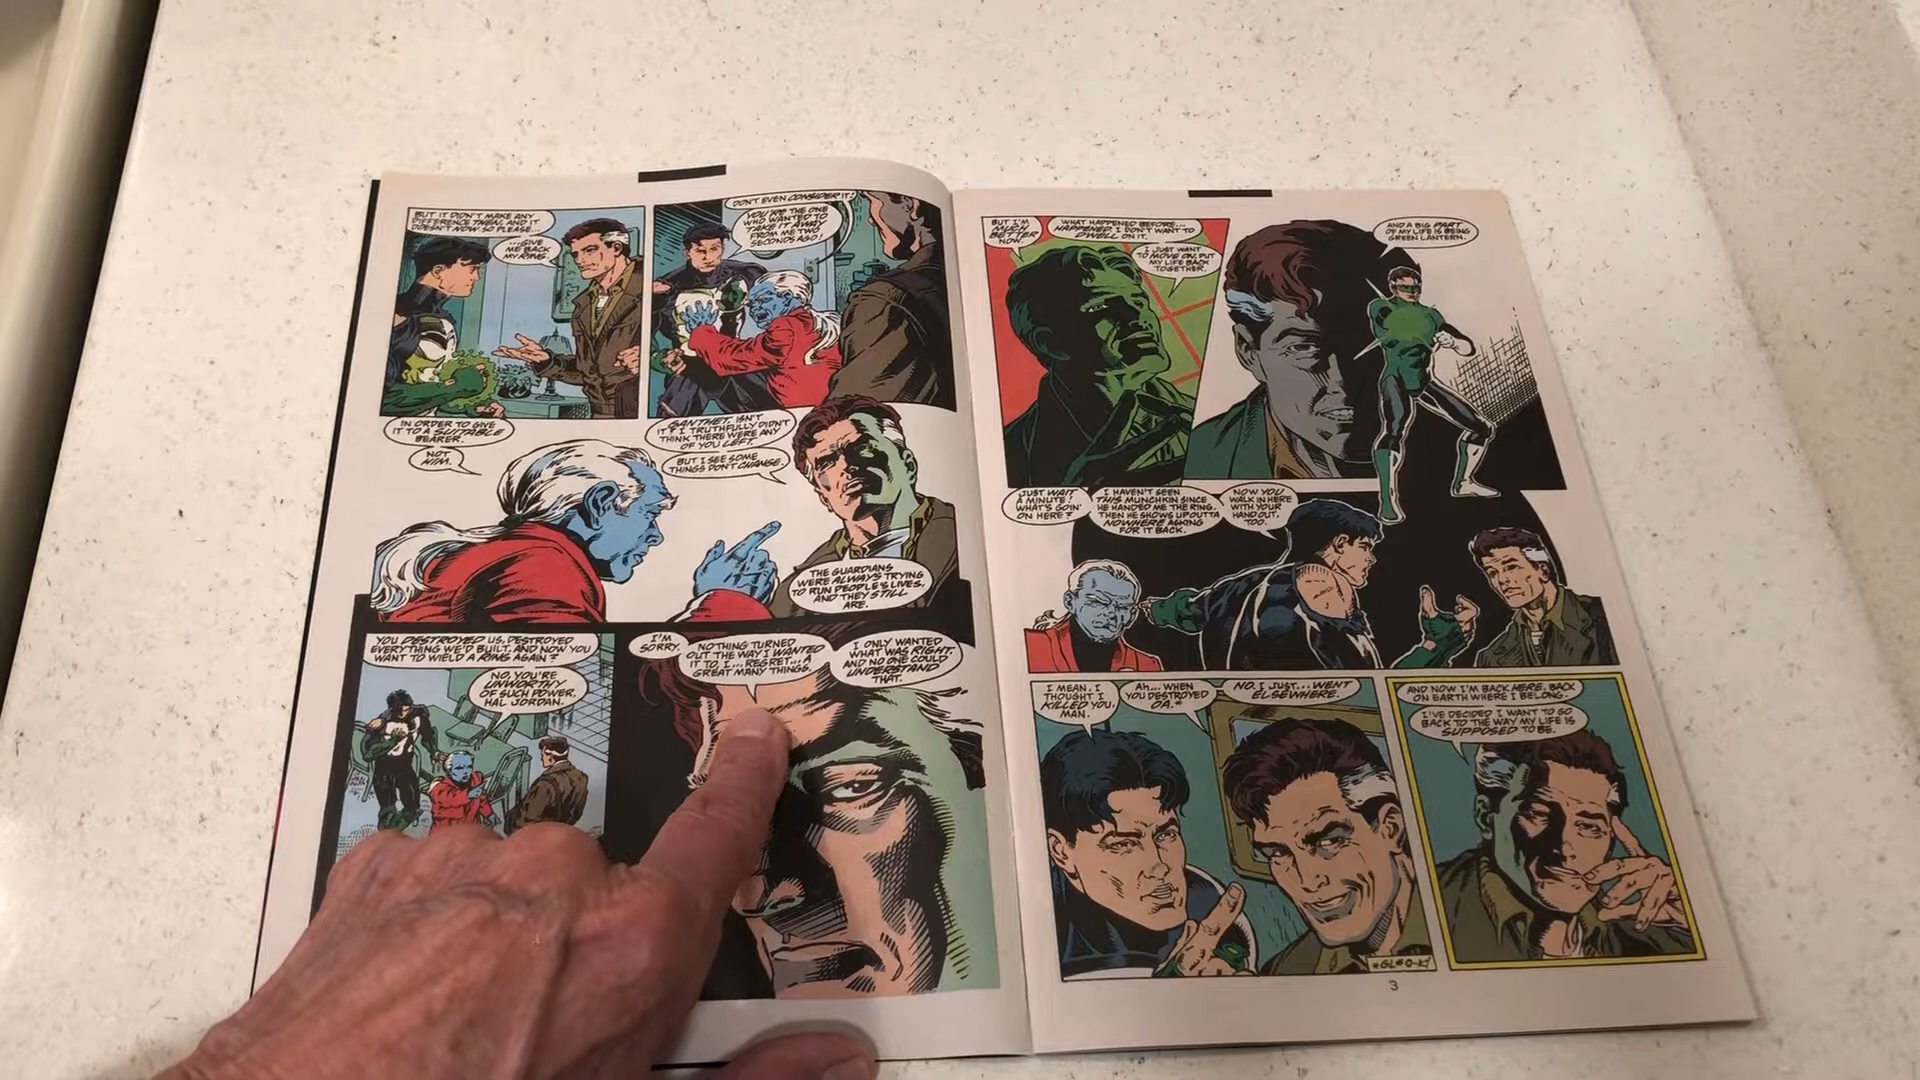 BUT IT DIDN'T MAKE ANY
DIFFERENCE THEN, AND IT
DOESN'T NOW SO PLEASE...
...GIVE
ME BACK
MY RING.
DON'T EVEN CONSIDER IT!
YOU'RE THE ONE
WHO WANTED TO
TAKE IT AWAY
FROM ME TWO
SECONDS AGO!
IN ORDER TO GIVE
IT TO A SUITABLE
BEARER.
NOT
HIM.
GANTHET, ISN'T
IT? I TRUTHFULLY DIDN'T
THINK THERE WERE ANY
OF YOU LEFT.
BUT I SEE SOME
THINGS DON'T CHANGE.
THE GUARDIANS
WERE ALWAYS TRYING
TO RUN PEOPLE'S LIVES.
AND THEY STILL
ARE.
YOU DESTROYED US, DESTROYED
EVERYTHING WE'D BUILT. AND NOW YOU
WANT TO WIELD A RING AGAIN?
NO, YOU'RE
UNWORTHY
OF SUCH POWER,
HAL JORDAN.
I'M
SORRY.
NOTHING TURNED
OUT THE WAY I WANTED
IT TO, I... REGRET... A
GREAT MANY THINGS.
I ONLY WANTED
WHAT WAS RIGHT.
AND NO ONE COULD
UNDERSTAND
THAT.
BUT I'M
MUCH
BETTER
NOW.
WHAT HAPPENED BEFORE...
HAPPENED. I DON'T WANT TO
DWELL ON IT.
I JUST WANT
TO MOVE ON, PUT
MY LIFE BACK
TOGETHER.
AND A BIG PART
OF MY LIFE IS BEING
GREEN LANTERN.
JUST WAIT
A MINUTE!
WHAT'S GOIN'
ON HERE?
I HAVEN'T SEEN
THIS MUNCHKIN SINCE
HE HANDED ME THE RING.
THEN HE SHOWS UP OUTTA
NOWHERE ASKING
FOR IT BACK.
NOW YOU
WALK IN HERE
WITH YOUR
HAND OUT,
TOO.
I MEAN, I
THOUGHT I
KILLED YOU,
MAN.
Ah... WHEN
YOU DESTROYED
OA.*
NO. I JUST... WENT
ELSEWHERE.
*GL# 0-K!
AND NOW I'M BACK HERE, BACK
ON EARTH WHERE I BELONG.
I'VE DECIDED I WANT TO GO
BACK TO THE WAY MY LIFE IS
SUPPOSED TO BE.
3